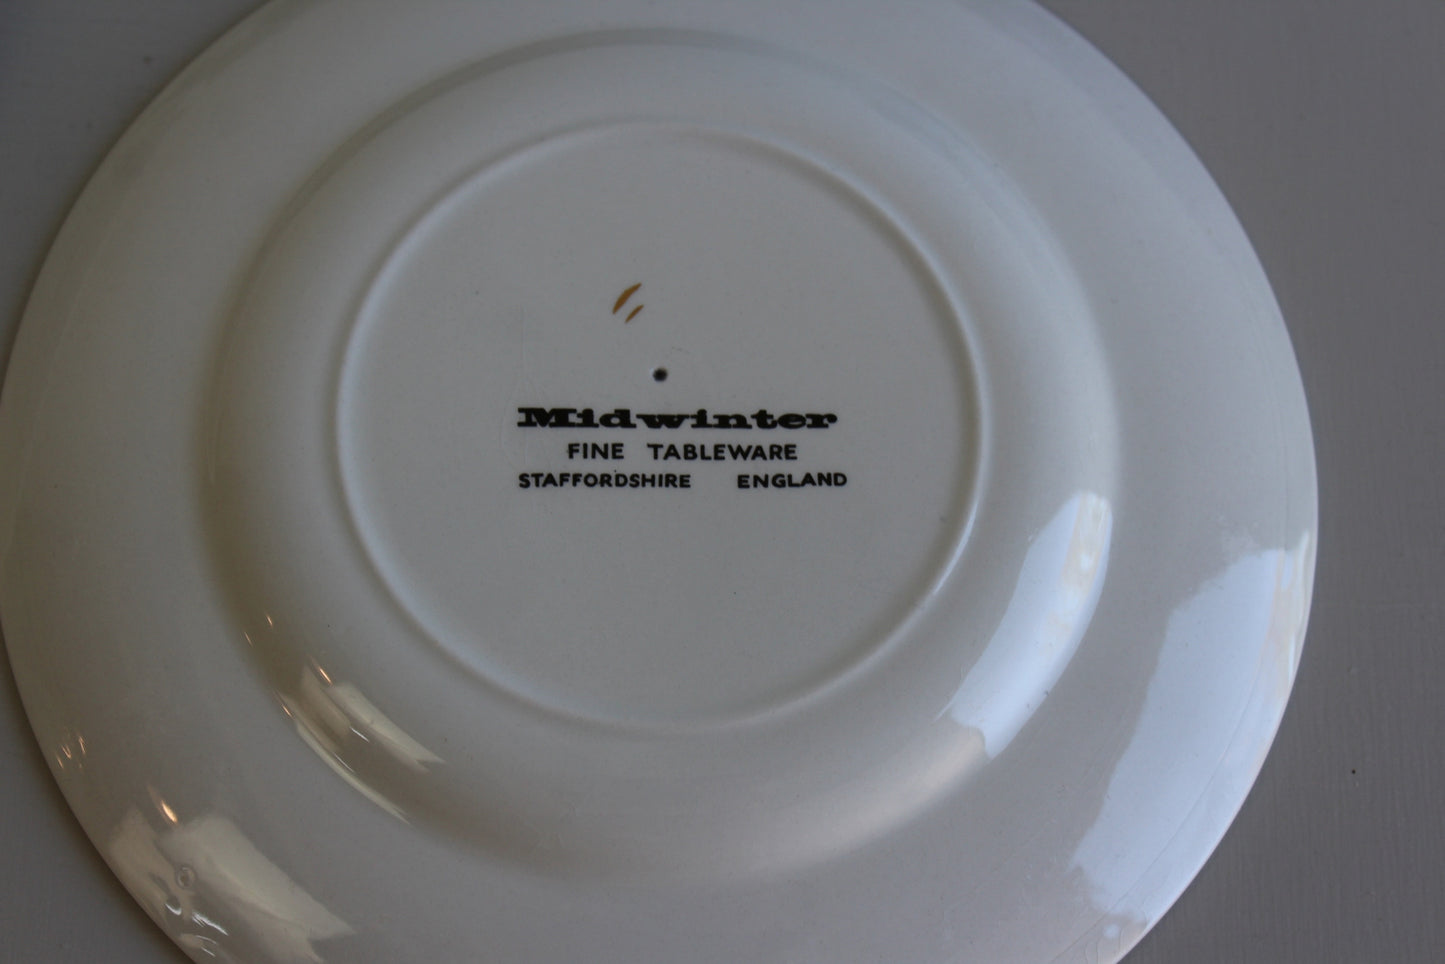 Midwinter
FINE TABLEWARE
STAFFORDSHIRE ENGLAND